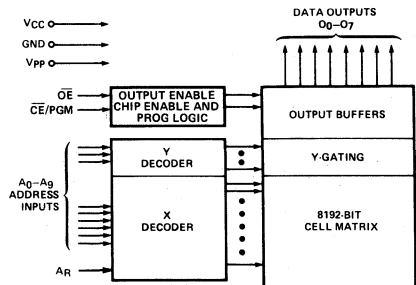 VCC
GND
VPP
DATA OUTPUTS
O0–O7
OE
CE/PGM
OUTPUT ENABLE
CHIP ENABLE AND
PROG LOGIC
OUTPUT BUFFERS
A0–A9
ADDRESS
INPUTS
Y
DECODER
Y-GATING
X
DECODER
8192-BIT
CELL MATRIX
AR